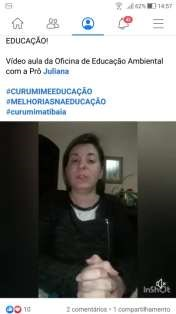 62% 14:57
43
EDUCAÇÃO!
Vídeo aula da Oficina de Educação Ambiental
com a Prô Juliana
#CURUMIMEEDUCAÇÃO
#MELHORIASNAEDUCAÇÃO
#curumimatibaia
InShOt
10
2 comentários • 1 compartilhamento